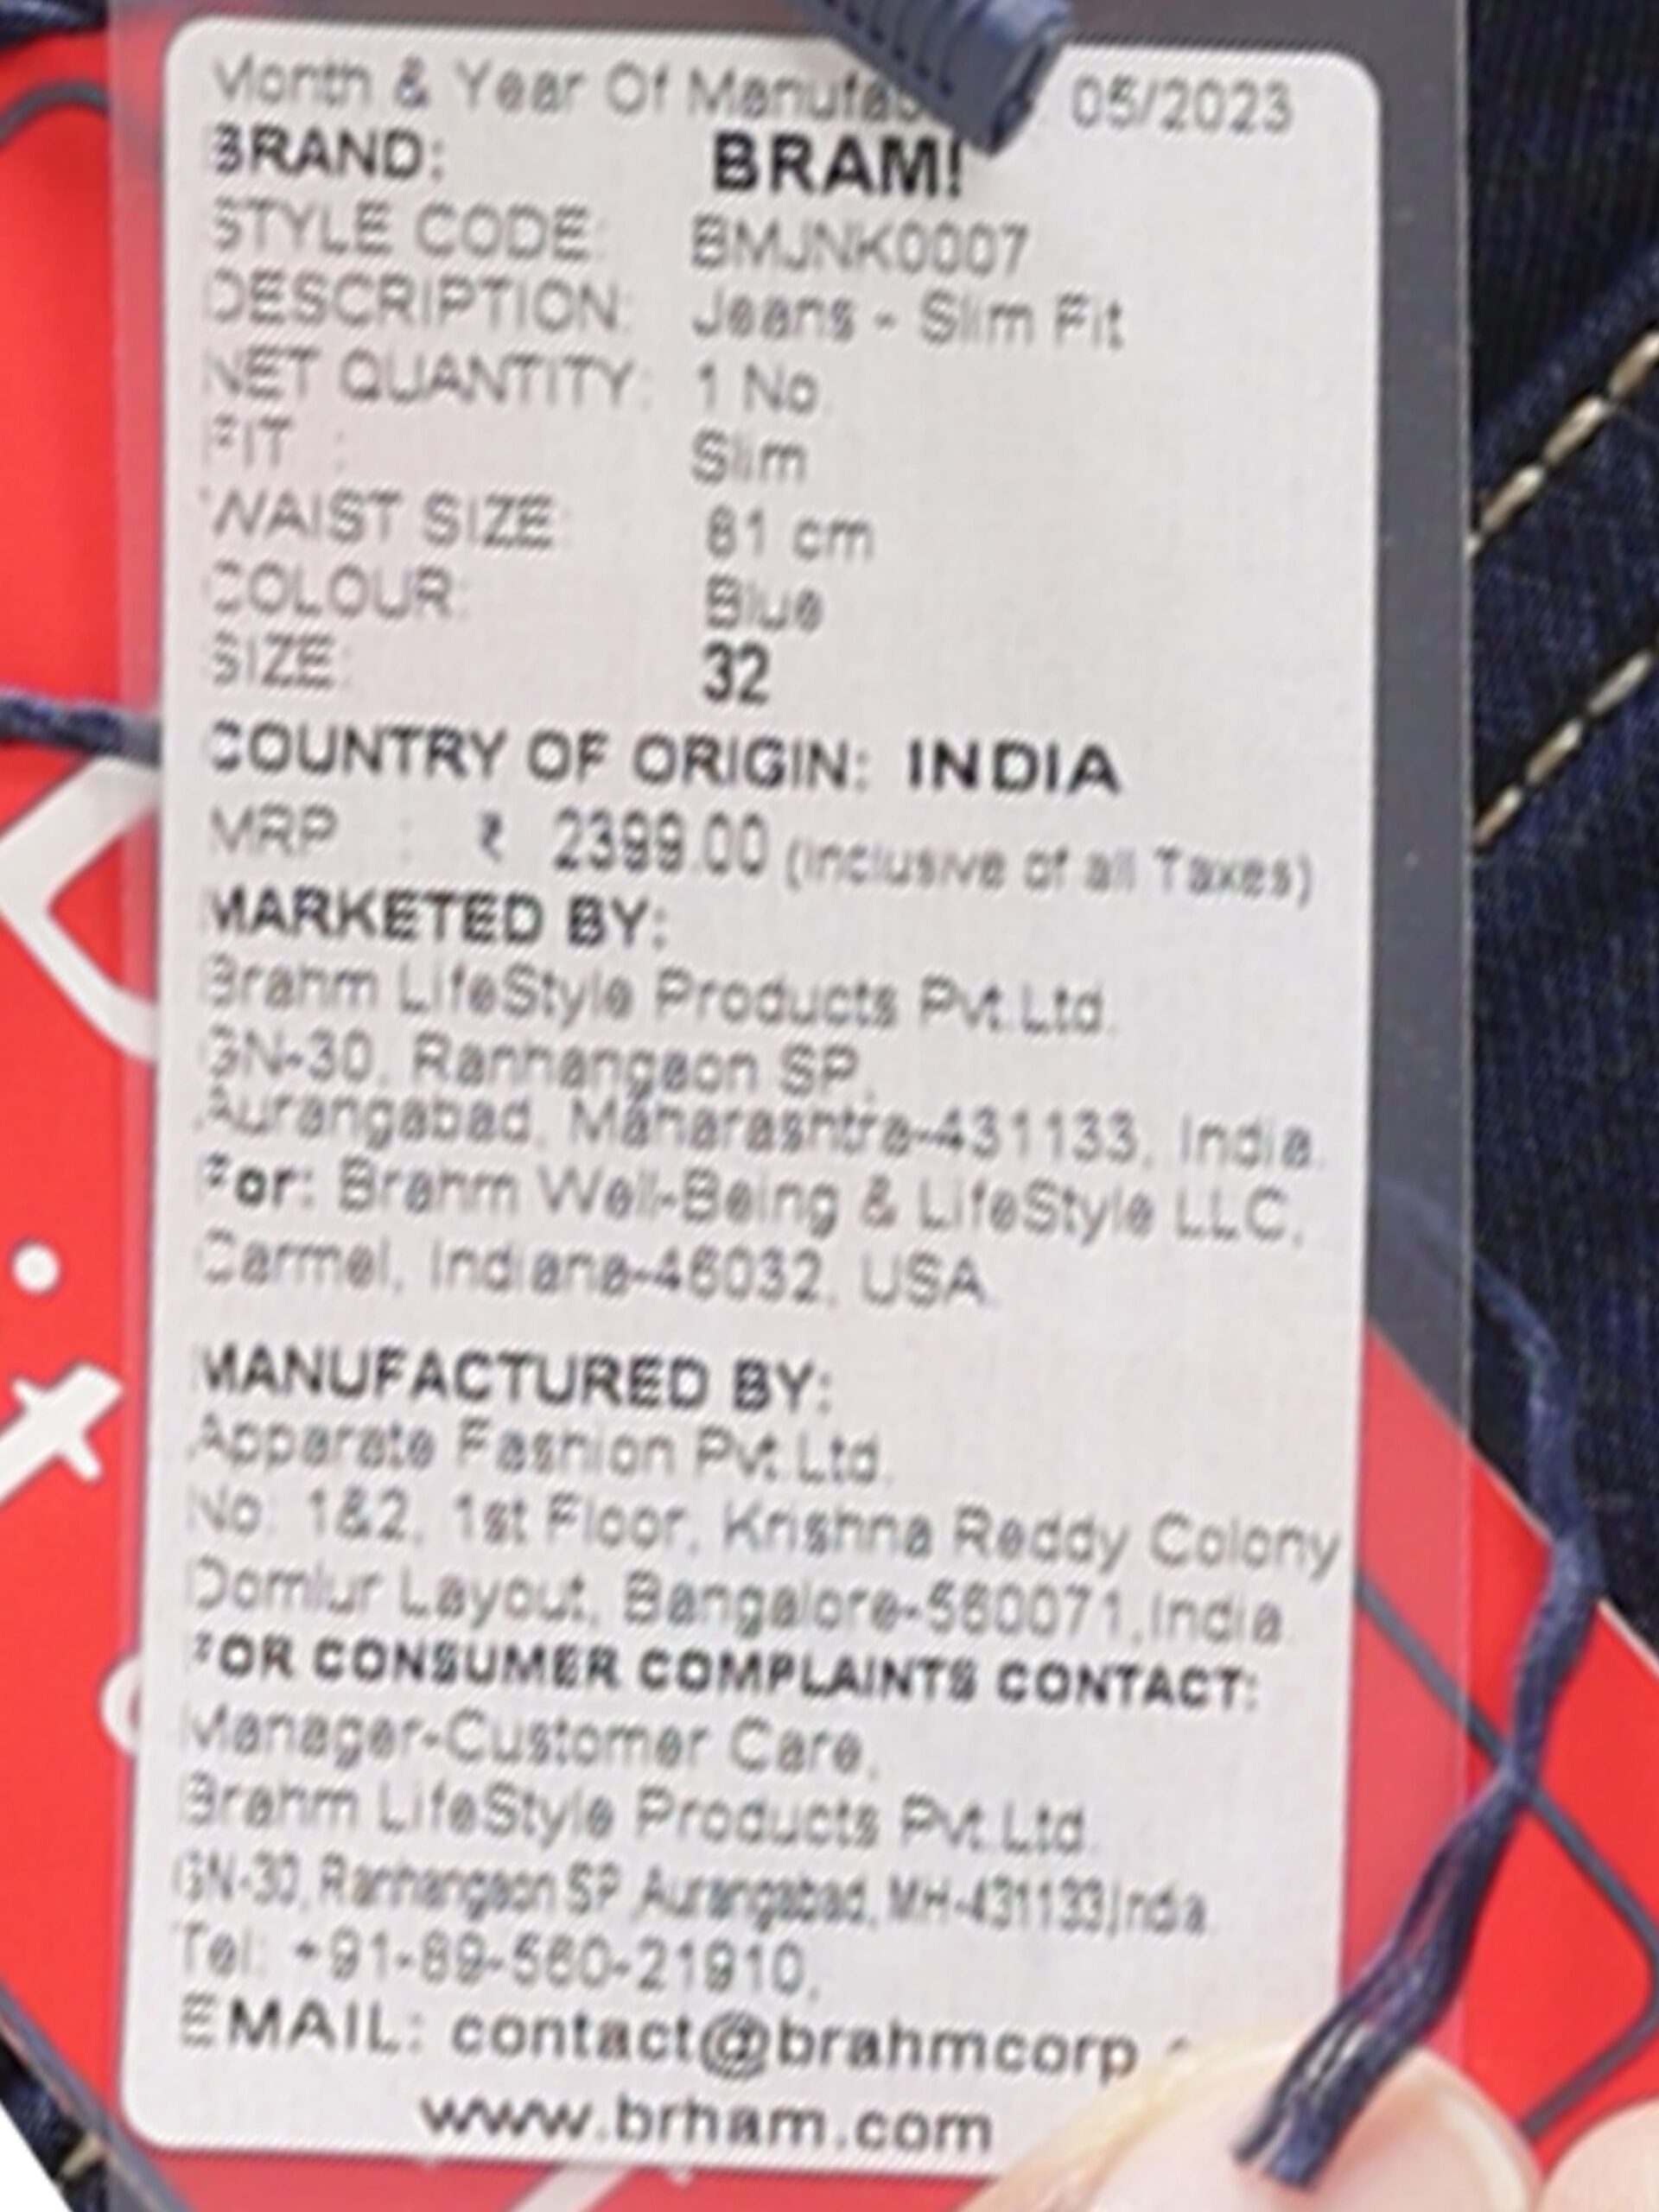 Month & Year Of Manufac 05/2023
BRAND: BRAM!
STYLE CODE: BMJNK0007
DESCRIPTION: Jeans - Slim Fit
NET QUANTITY: 1 No.
FIT : Slim
WAIST SIZE: 81 cm
COLOUR: Blue
SIZE: 32
COUNTRY OF ORIGIN: INDIA
MRP : ₹ 2399.00 (Inclusive of all Taxes)
MARKETED BY:
Brahm LifeStyle Products Pvt.Ltd.
GN-30, Ranhangaon SP,
Aurangabad, Maharashtra-431133, India.
For: Brahm Well-Being & LifeStyle LLC,
Carmel, Indiana-46032, USA.
MANUFACTURED BY:
Apparate Fashion Pvt.Ltd.
No. 1&2, 1st Floor, Krishna Reddy Colony
Domlur Layout, Bangalore-560071,India.
FOR CONSUMER COMPLAINTS CONTACT:
Manager-Customer Care,
Brahm LifeStyle Products Pvt.Ltd.
GN-30, Ranhangaon SP, Aurangabad, MH-431133,India.
Tel: +91-89-560-21910,
EMAIL: contact@brahmcorp
www.brham.com